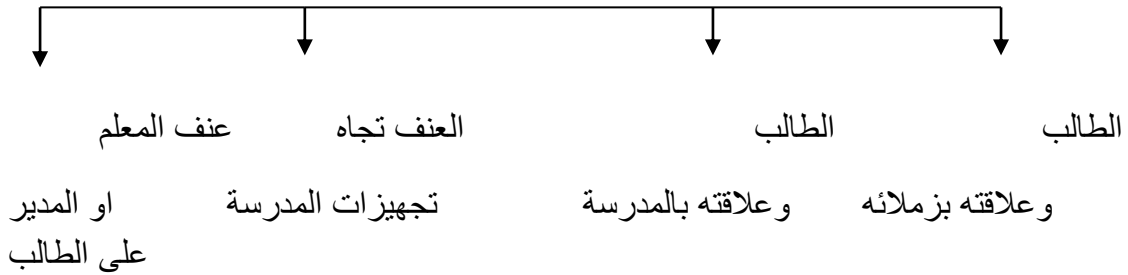 الطالب الطالب العنف تجاه عنف المعلم
وعلاقته بزملائه وعلاقته بالمدرسة تجهيزات المدرسة او المدير
على الطالب